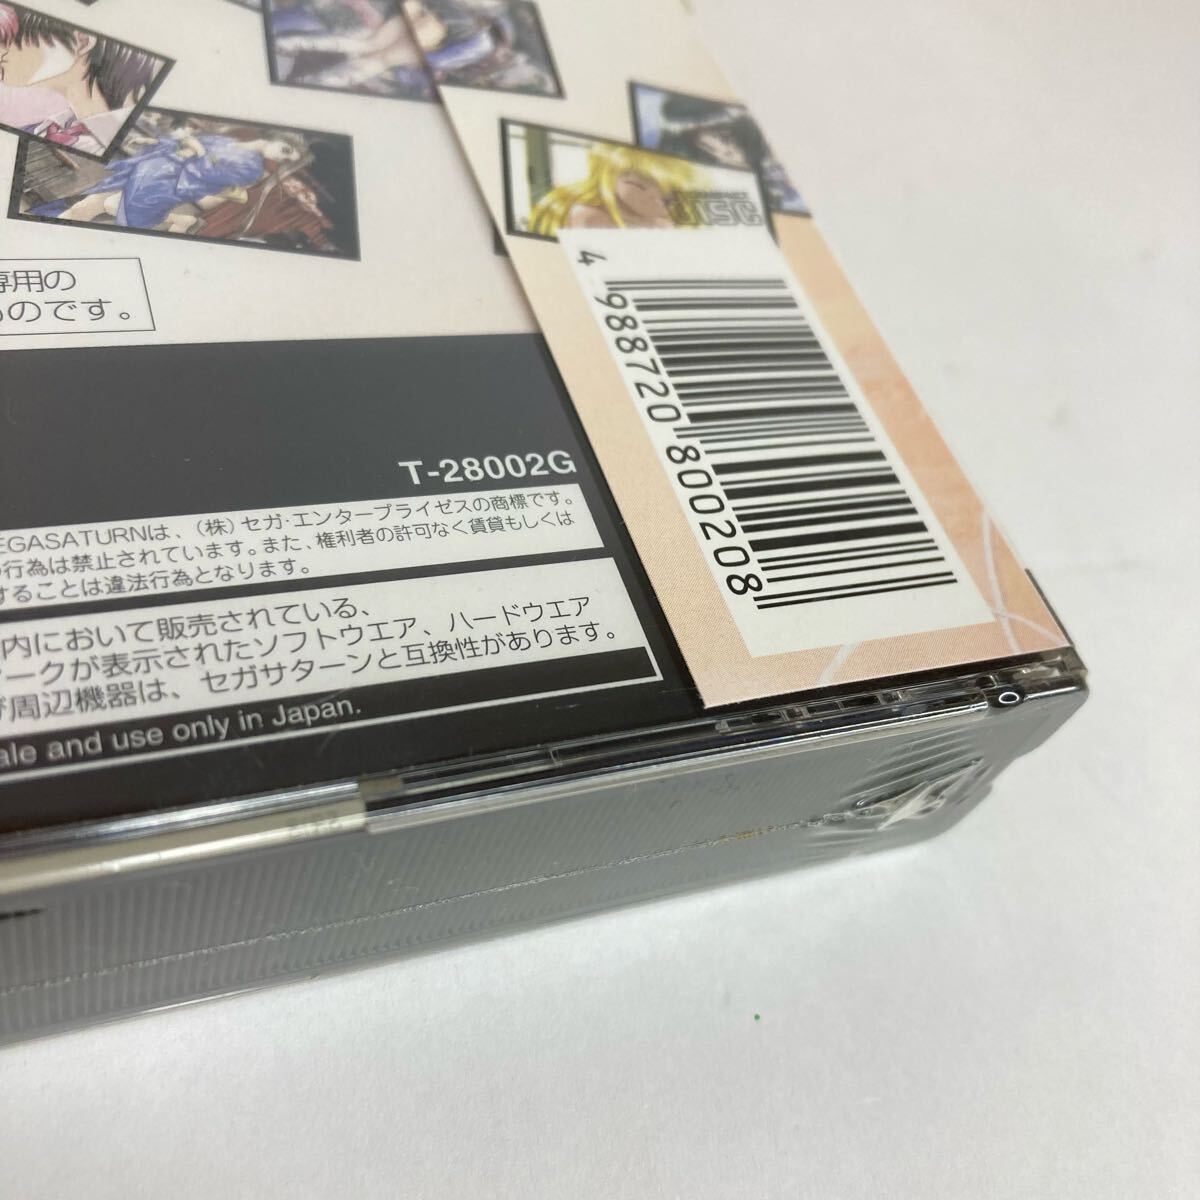 専用の
ものです。
T-28002G
EGASATURNは、（株）セガ・エンタープライゼスの商標です。
行為は禁止されています。また、権利者の許可なく賃貸もしくは
することは違法行為となります。
内において販売されている、
ークが表示されたソフトウエア、ハードウエア
び周辺機器は、セガサターンと互換性があります。
ale and use only in Japan.
4 988720 800208